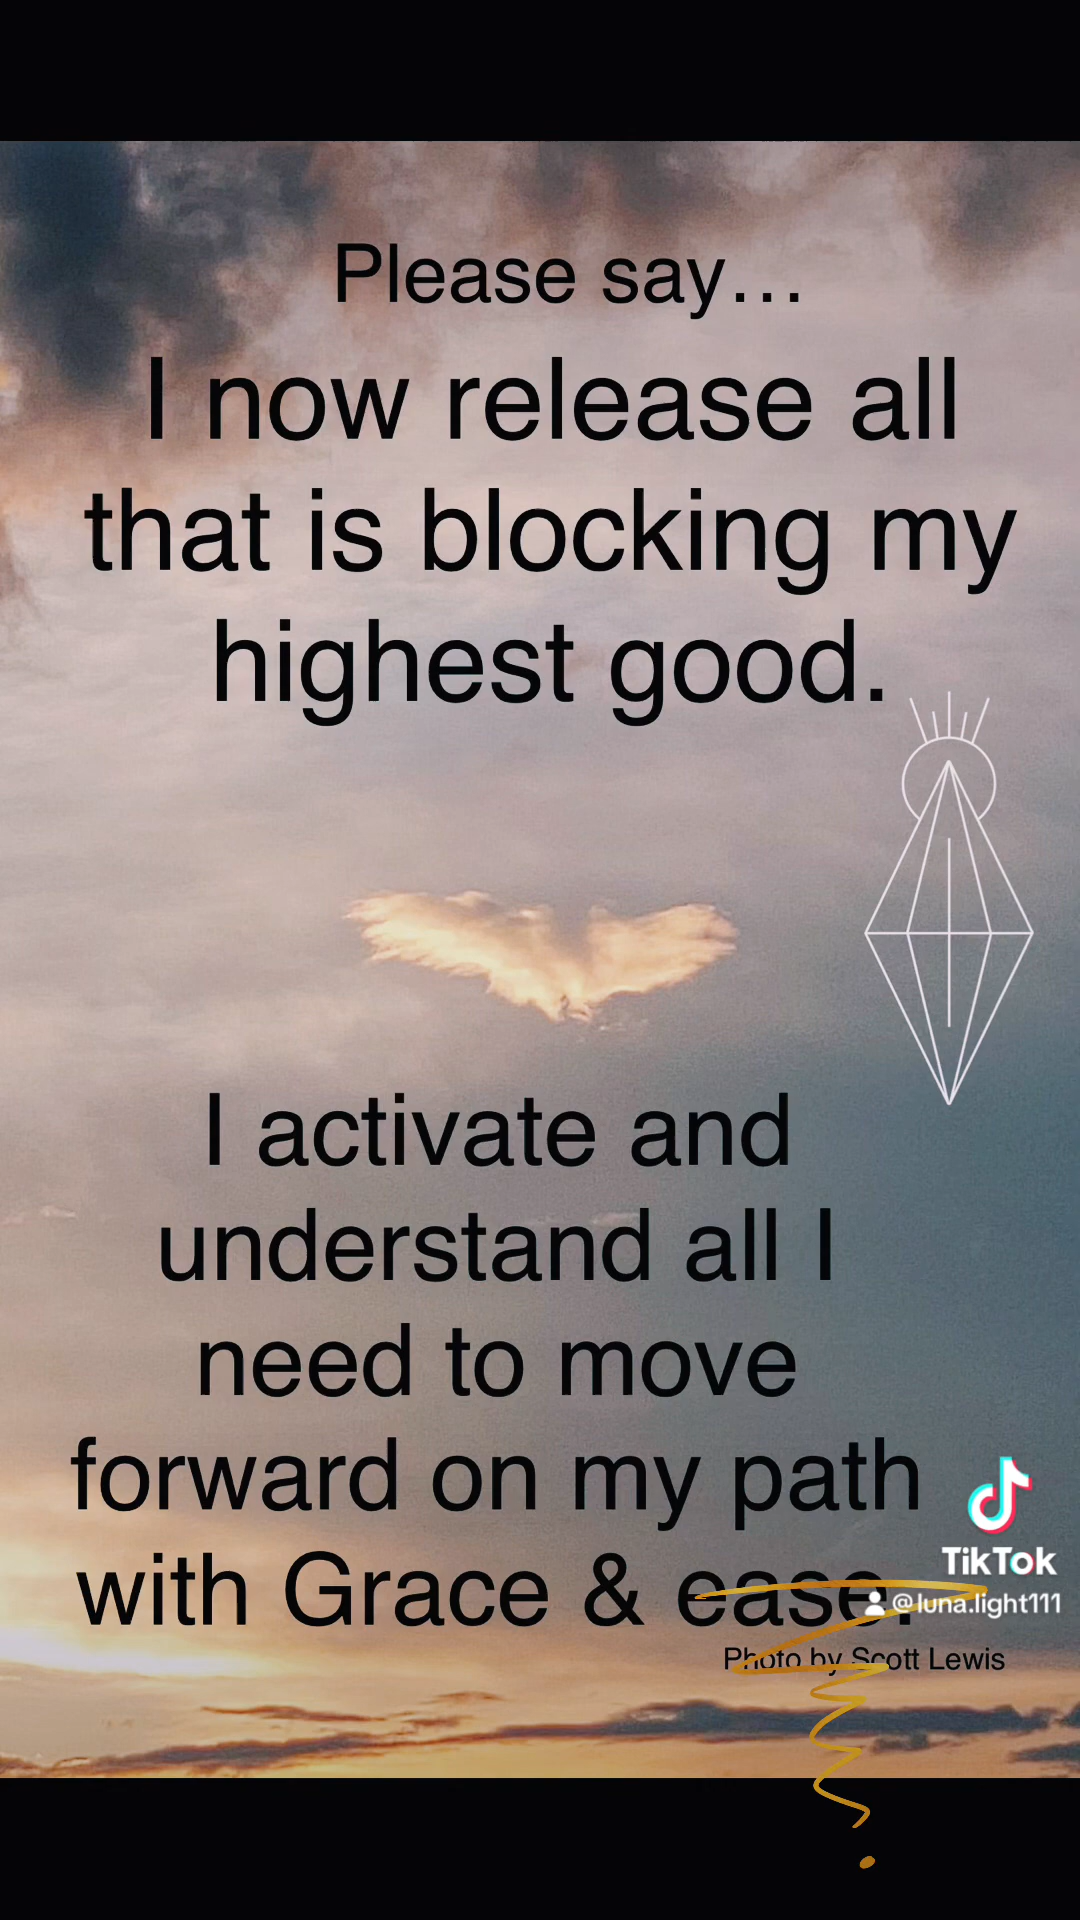 Please say...
I now release all
that is blocking my
highest good.
I activate and
understand all I
need to move
forward on my path
with Grace & ease.
TikTok
@luna.light111
Photo by Scott Lewis